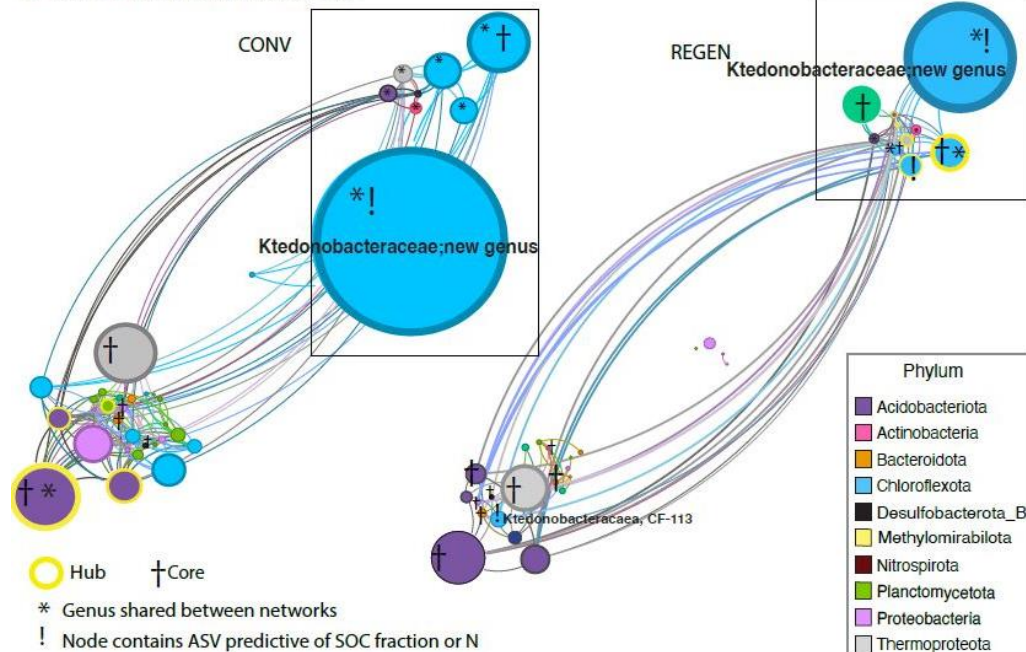 CONV
* †
*
*
*
*
*
*!
Ktedonobacteraceae;new genus
†
†
†
†
† *
REGEN
*!
Ktedonobacteraceae;new genus
†
*†
† *
!
†
†
†
†
†
†
†
!
Ktedonobacteracaea, CF-113
†
Hub
† Core
* Genus shared between networks
! Node contains ASV predictive of SOC fraction or N
Phylum
Acidobacteriota
Actinobacteria
Bacteroidota
Chloroflexota
Desulfobacterota_B
Methylomirabilota
Nitrospirota
Planctomycetota
Proteobacteria
Thermoproteota